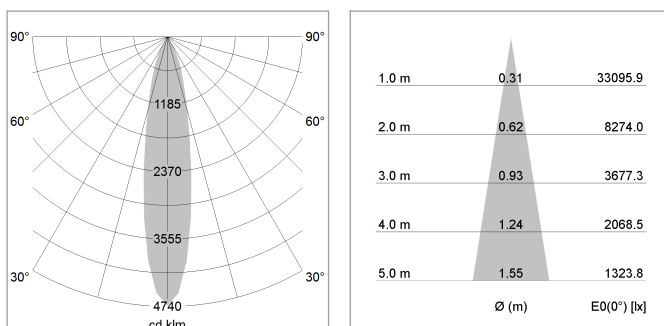 90° 90°
1185
60° 60°
2370
3555
30° 30°
4740
cd klm
1.0 m 0.31 33095.9
2.0 m 0.62 8274.0
3.0 m 0.93 3677.3
4.0 m 1.24 2068.5
5.0 m 1.55 1323.8
Ø (m) E0(0°) [lx]